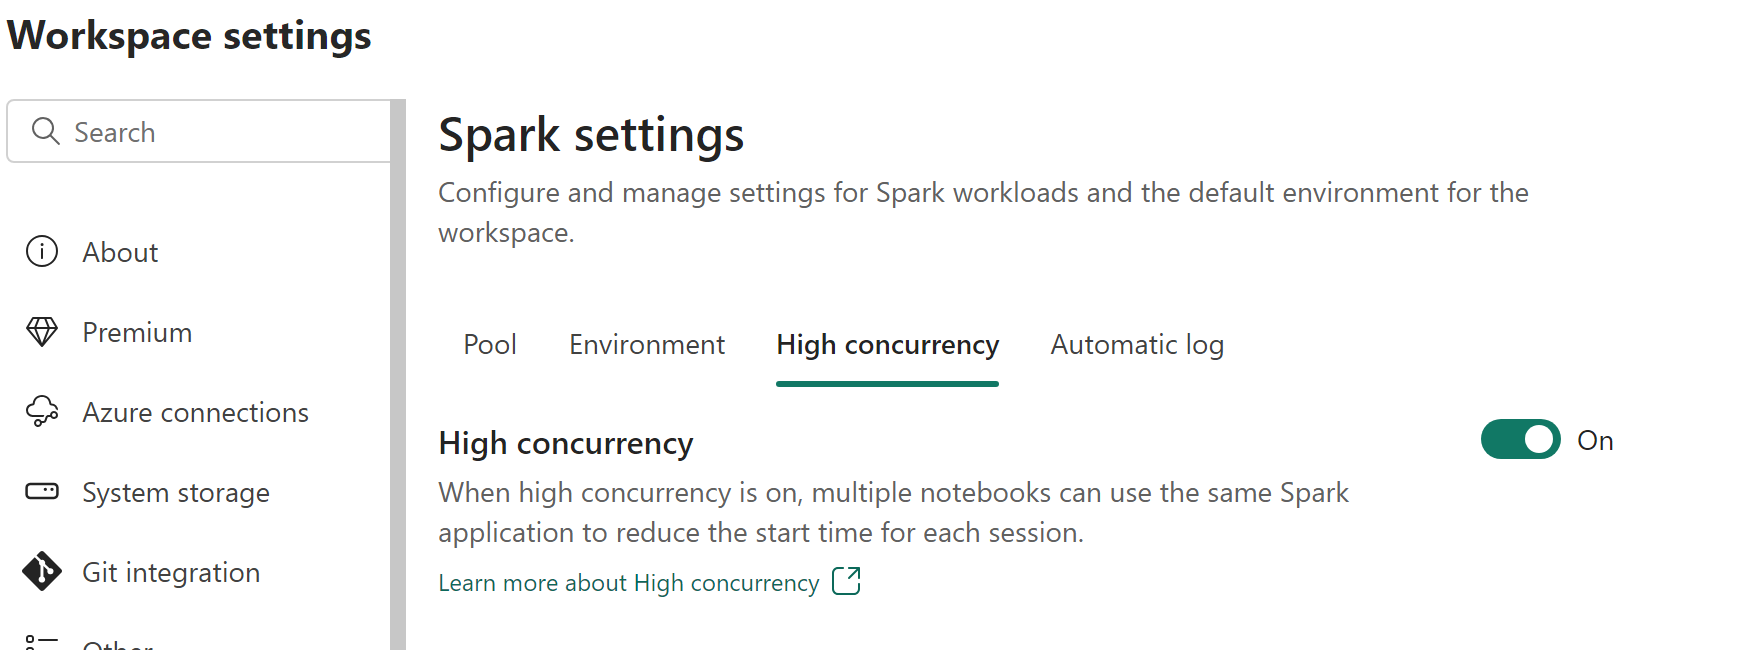 Workspace settings
Search
About
Premium
Azure connections
System storage
Git integration
Other
Spark settings
Configure and manage settings for Spark workloads and the default environment for the
workspace.
Pool Environment High concurrency Automatic log
High concurrency
On
When high concurrency is on, multiple notebooks can use the same Spark
application to reduce the start time for each session.
Learn more about High concurrency